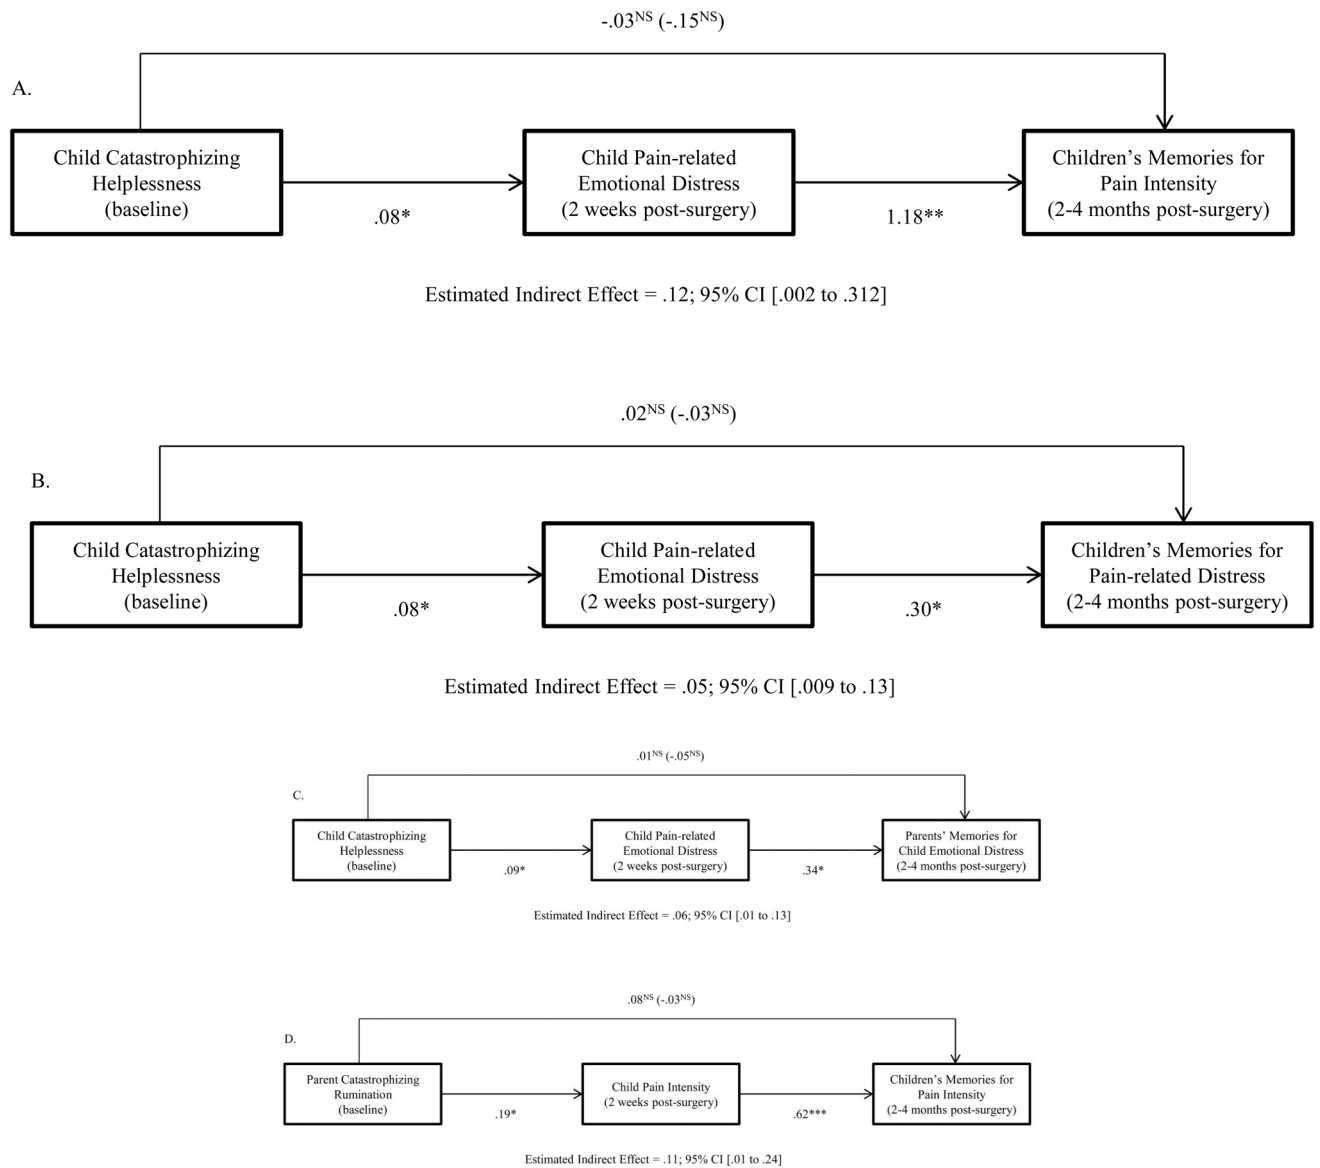 -.03NS (-.15NS)
A.
Child Catastrophizing
Helplessness
(baseline)
.08*
Child Pain-related
Emotional Distress
(2 weeks post-surgery)
1.18**
Children's Memories for
Pain Intensity
(2-4 months post-surgery)
Estimated Indirect Effect = .12; 95% CI [.002 to .312]
.02NS (-.03NS)
B.
Child Catastrophizing
Helplessness
(baseline)
.08*
Child Pain-related
Emotional Distress
(2 weeks post-surgery)
.30*
Children's Memories for
Pain-related Distress
(2-4 months post-surgery)
Estimated Indirect Effect = .05; 95% CI [.009 to .13]
.01NS (-.05NS)
C.
Child Catastrophizing
Helplessness
(baseline)
.09*
Child Pain-related
Emotional Distress
(2 weeks post-surgery)
.34*
Parents' Memories for
Child Emotional Distress
(2-4 months post-surgery)
Estimated Indirect Effect = .06; 95% CI [.01 to .13]
.08NS (-.03NS)
D.
Parent Catastrophizing
Rumination
(baseline)
.19*
Child Pain Intensity
(2 weeks post-surgery)
.62***
Children's Memories for
Pain Intensity
(2-4 months post-surgery)
Estimated Indirect Effect = .11; 95% CI [.01 to .24]